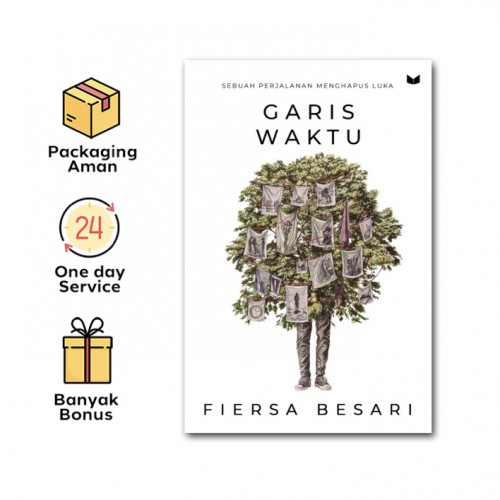 Packaging
Aman
24
One day
Service
Banyak
Bonus
SEBUAH PERJALANAN MENGHAPUS LUKA
GARIS
WAKTU
FIERSA BESARI